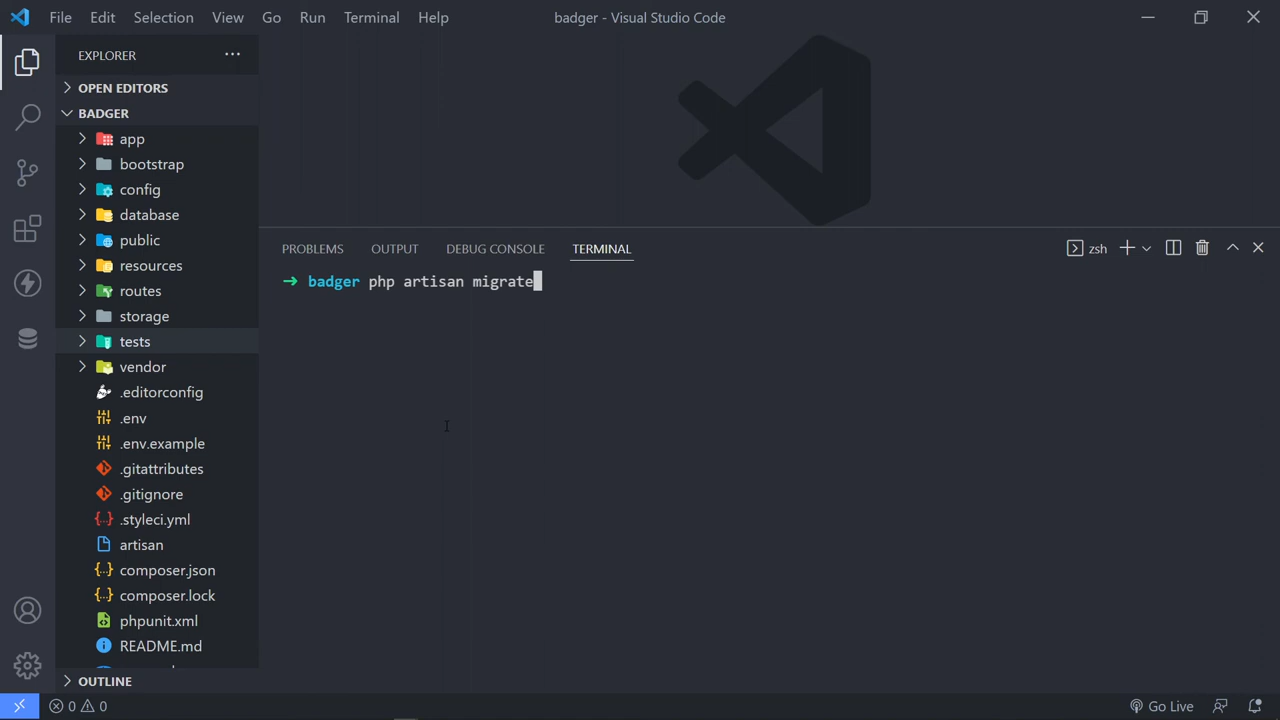 File Edit Selection View Go Run Terminal Help badger - Visual Studio Code
EXPLORER
OPEN EDITORS
BADGER
app
bootstrap
config
database
public
resources
routes
storage
tests
vendor
.editorconfig
.env
.env.example
.gitattributes
.gitignore
.styleci.yml
artisan
composer.json
composer.lock
phpunit.xml
README.md
OUTLINE
PROBLEMS OUTPUT DEBUG CONSOLE TERMINAL zsh
→ badger php artisan migrate
0 0 Go Live